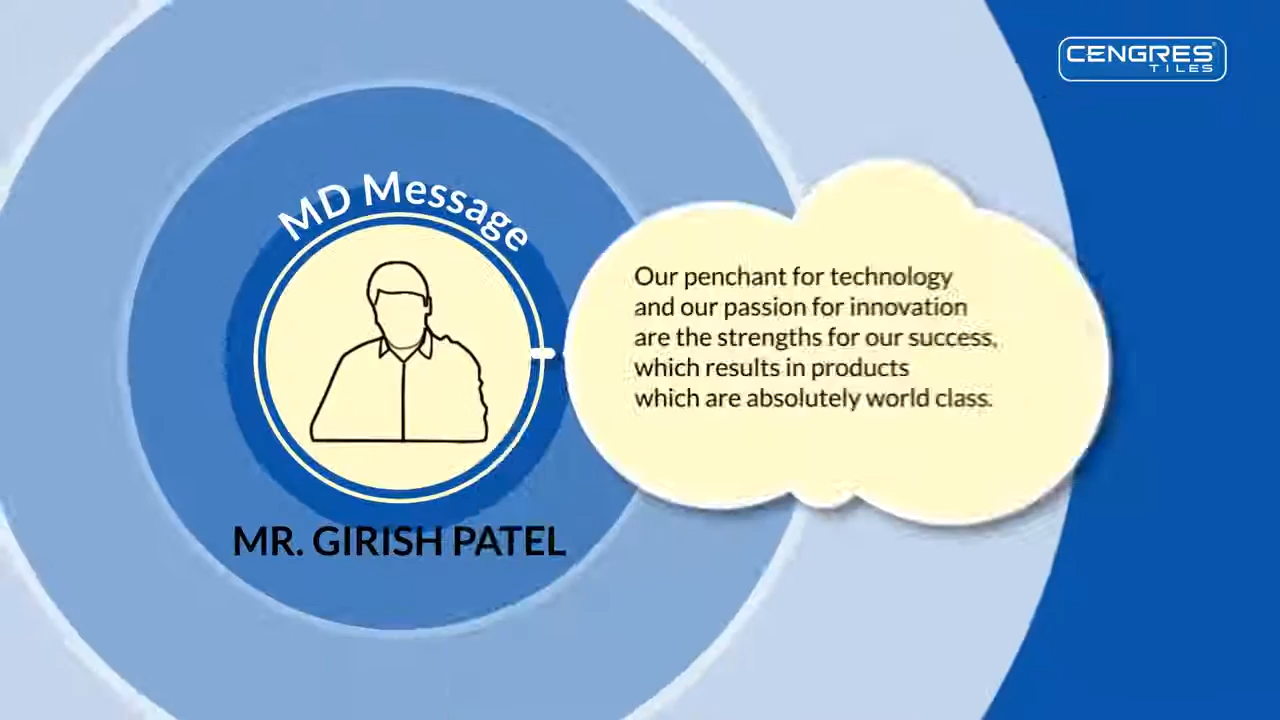 CENGRES®
TILES
MD Message
Our penchant for technology
and our passion for innovation
are the strengths for our success,
which results in products
which are absolutely world class.
MR. GIRISH PATEL